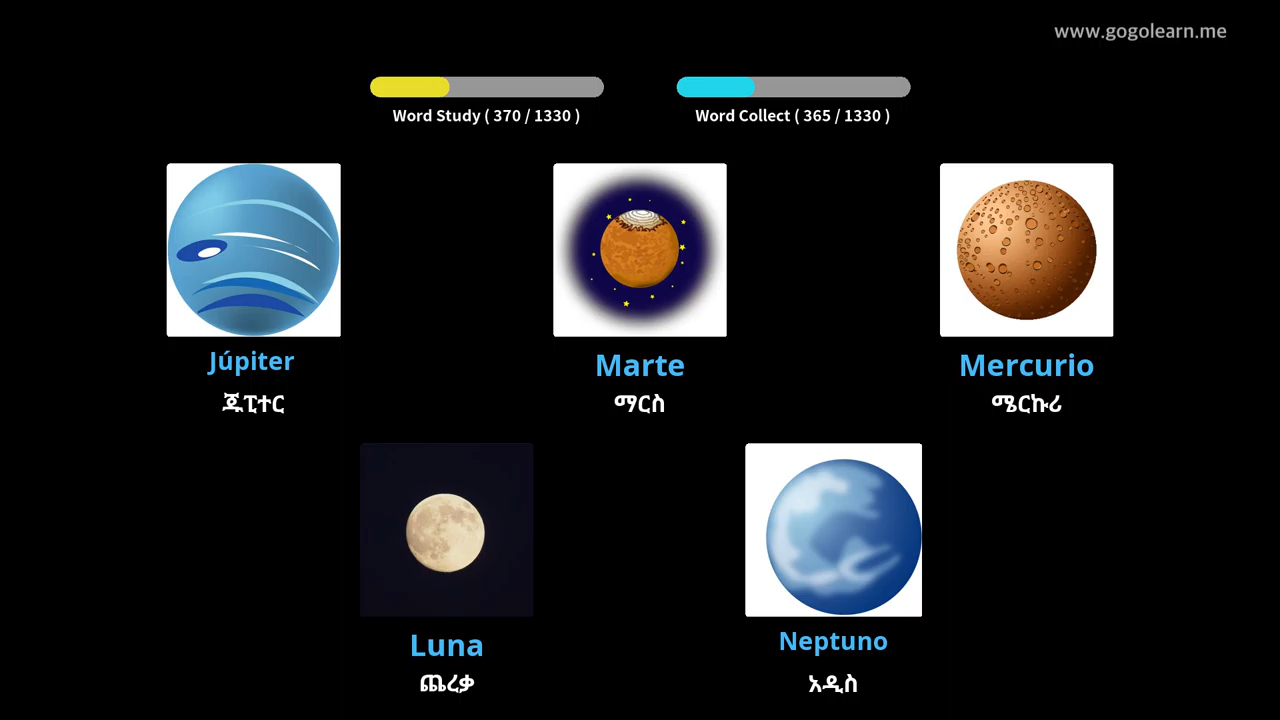 www.gogolearn.me
Word Study ( 370 / 1330 )
Word Collect ( 365 / 1330 )
Júpiter
ጁፒተር
Marte
ማርስ
Mercurio
ሜርኩሪ
Luna
ጨረቃ
Neptuno
አዲስ